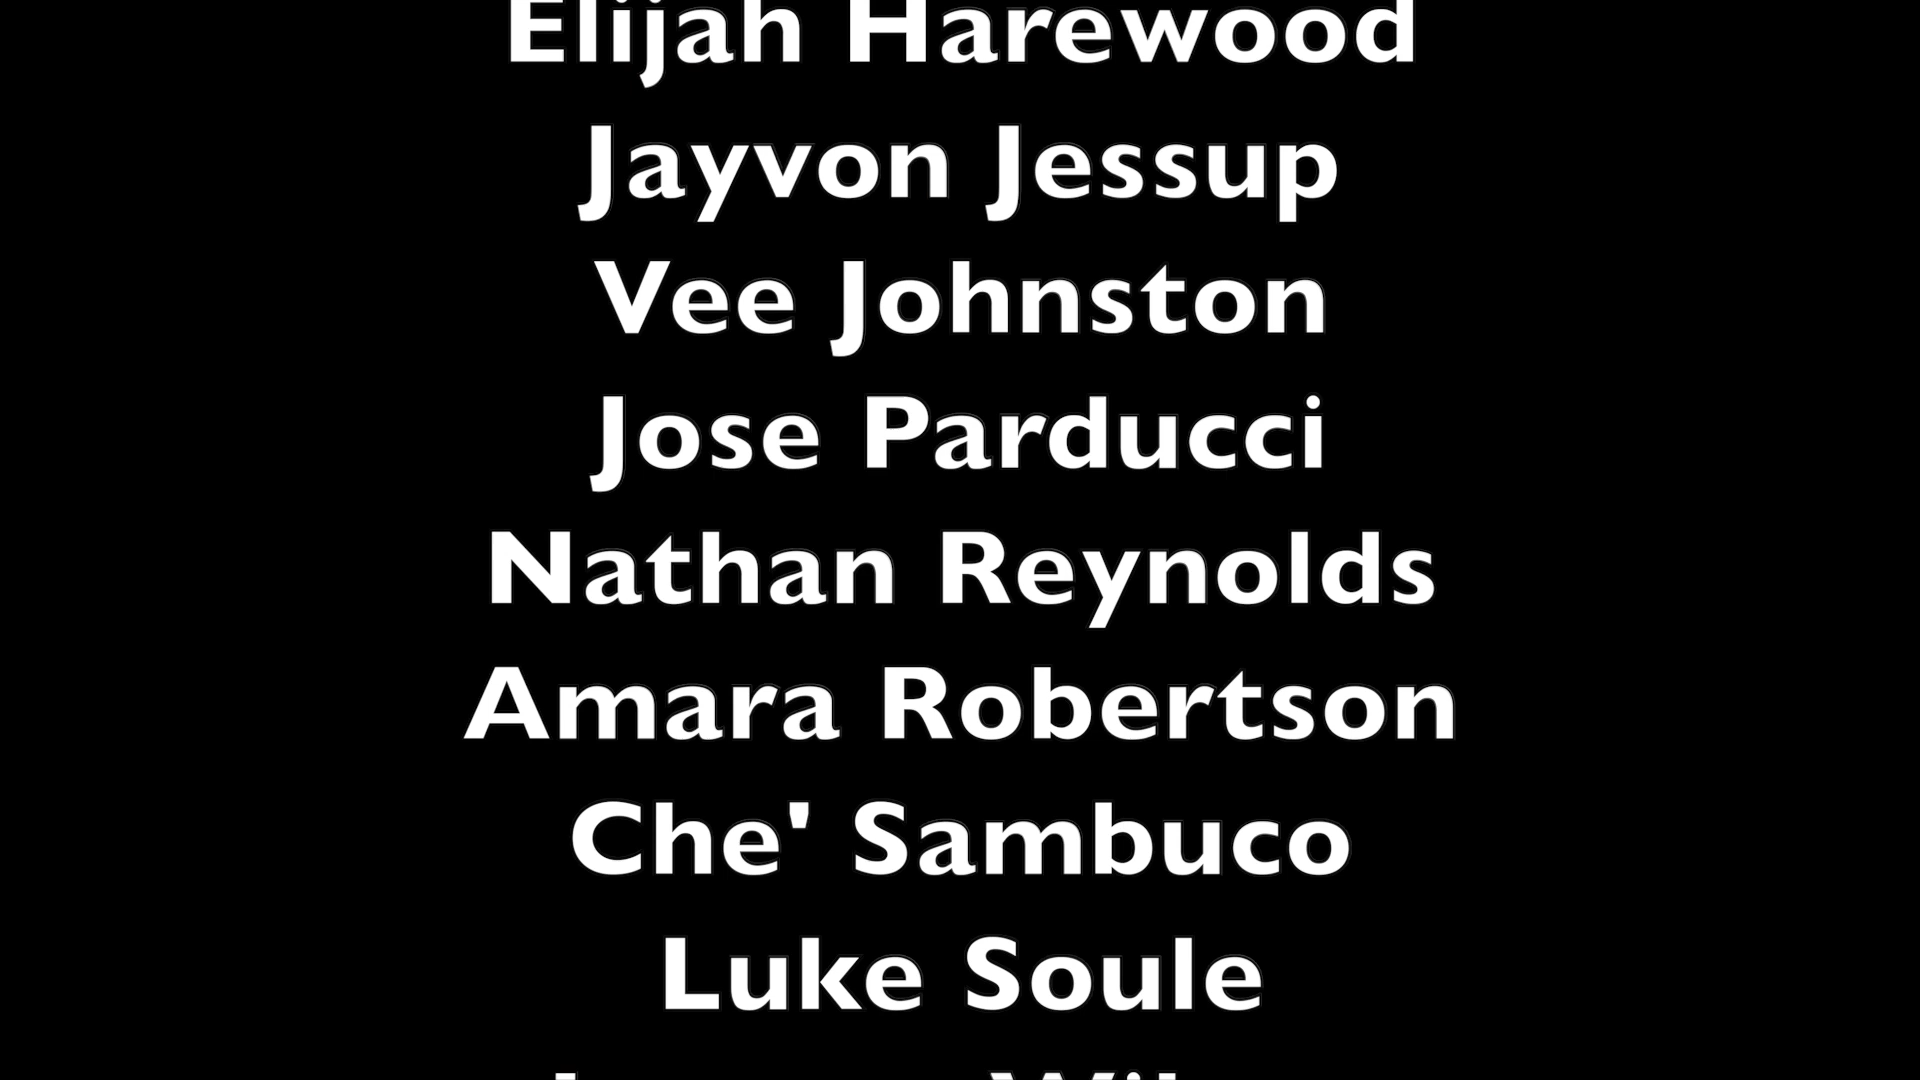 Elijah Harewood
Jayvon Jessup
Vee Johnston
Jose Parducci
Nathan Reynolds
Amara Robertson
Che' Sambuco
Luke Soule